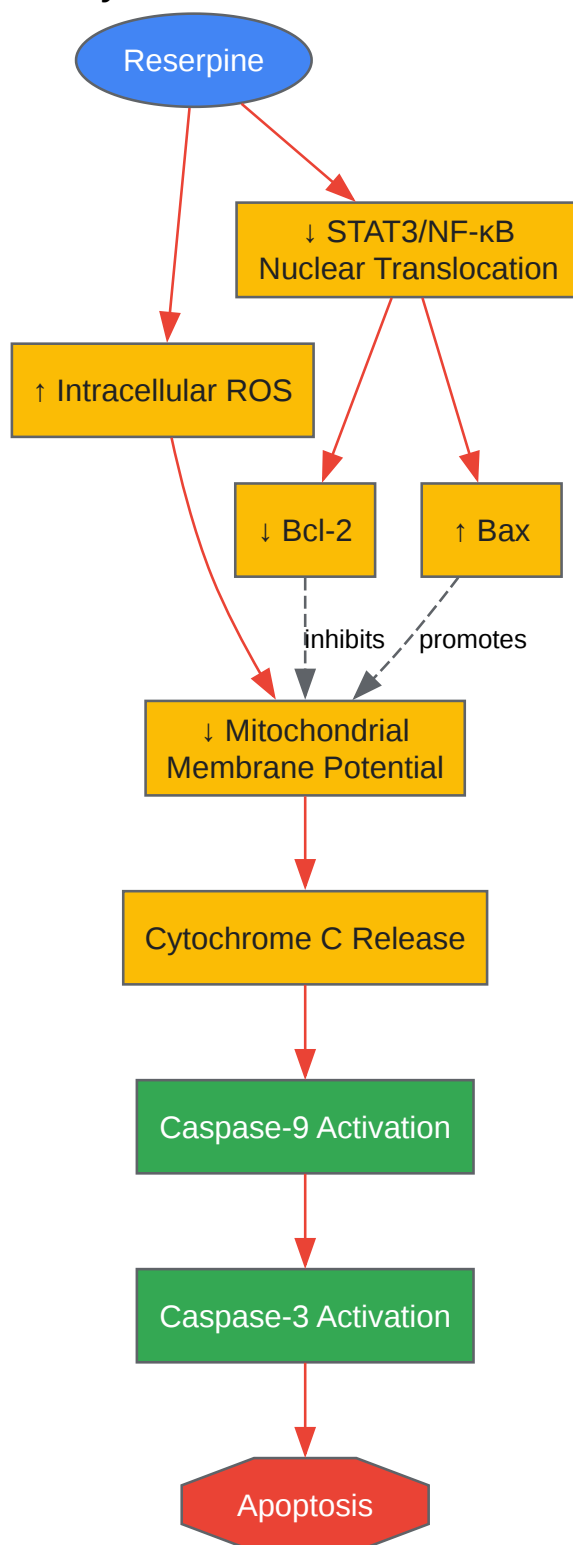 Reserpine
↓ STAT3/NF-κB
Nuclear Translocation
↑ Intracellular ROS
↓ Bcl-2
↑ Bax
inhibits
promotes
↓ Mitochondrial
Membrane Potential
Cytochrome C Release
Caspase-9 Activation
Caspase-3 Activation
Apoptosis